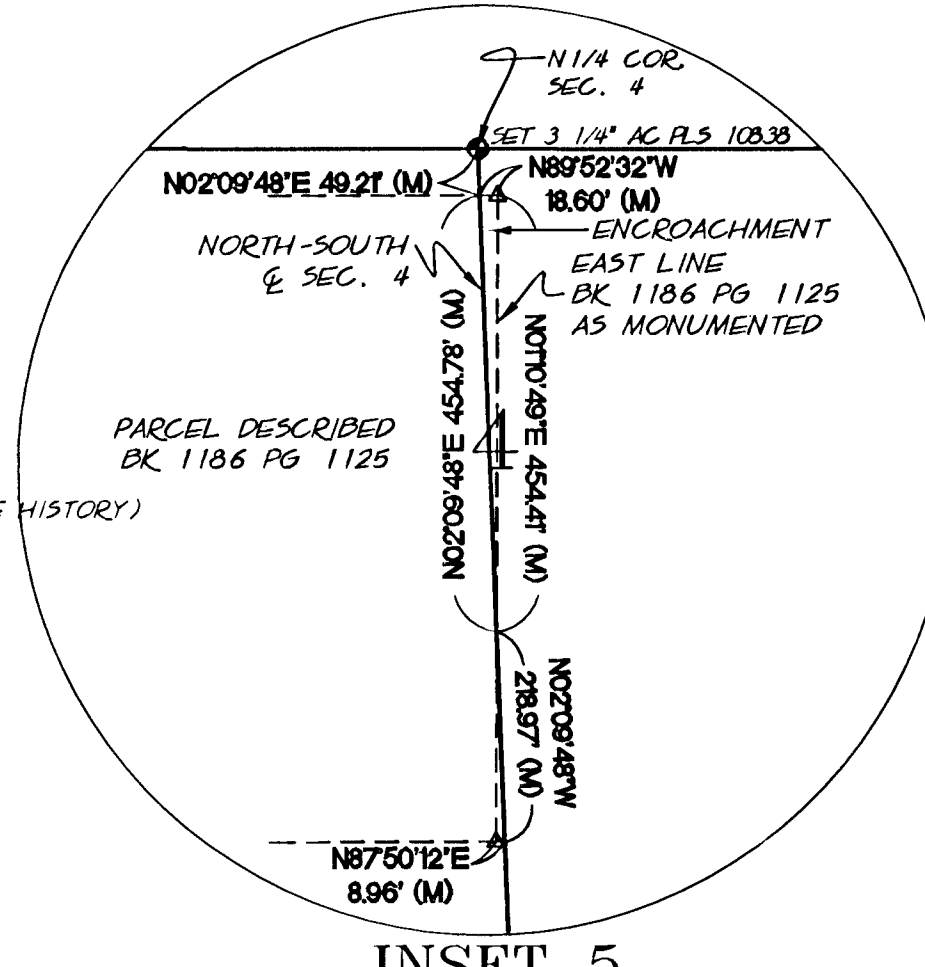 N 1/4 COR.
SEC. 4
SET 3 1/4" AC PLS 10838
N02°09'48"E 49.21' (M)
N89°52'32"W
18.60' (M)
ENCROACHMENT
NORTH-SOUTH
℄ SEC. 4
EAST LINE
BK 1186 PG 1125
AS MONUMENTED
N02°09'48"E 454.78' (M)
N01°10'49"E 454.41' (M)
PARCEL DESCRIBED
BK 1186 PG 1125
E HISTORY)
N02°09'48"W
218.97' (M)
N87°50'12"E
8.96' (M)
INSET 5